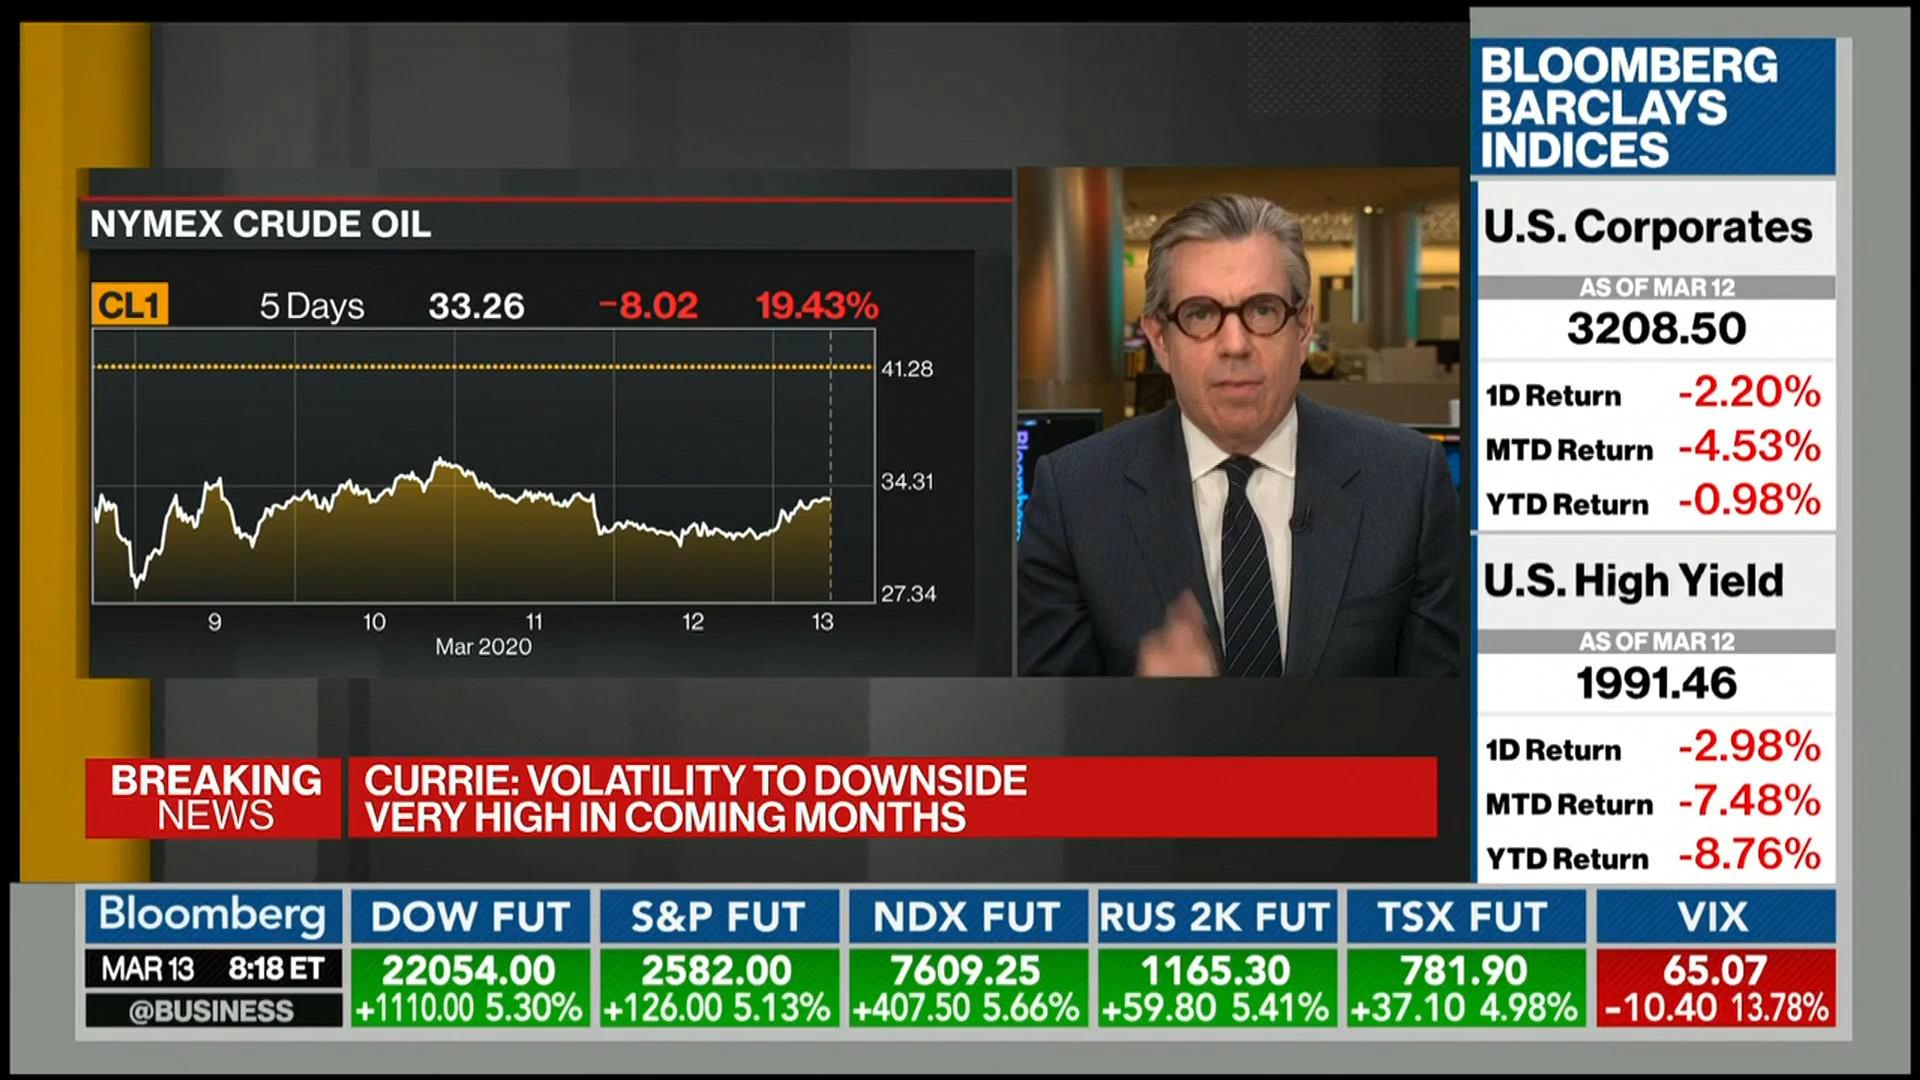 NYMEX CRUDE OIL
CL1 5 Days 33.26 -8.02 19.43%
41.28
34.31
27.34
9 10 11 12 13
Mar 2020
Bloomberg
BREAKING
NEWS
CURRIE: VOLATILITY TO DOWNSIDE
VERY HIGH IN COMING MONTHS
BLOOMBERG
BARCLAYS
INDICES
U.S. Corporates
AS OF MAR 12
3208.50
1D Return -2.20%
MTD Return -4.53%
YTD Return -0.98%
U.S. High Yield
AS OF MAR 12
1991.46
1D Return -2.98%
MTD Return -7.48%
YTD Return -8.76%
Bloomberg DOW FUT S&P FUT NDX FUT RUS 2K FUT TSX FUT VIX
MAR 13 8:18 ET 22054.00 2582.00 7609.25 1165.30 781.90 65.07
@BUSINESS +1110.00 5.30% +126.00 5.13% +407.50 5.66% +59.80 5.41% +37.10 4.98% -10.40 13.78%